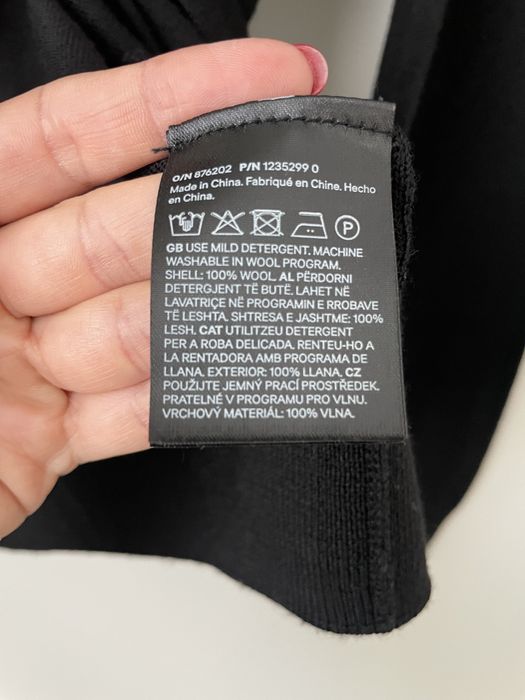 O/N 876202 P/N 1235299 0
Made in China. Fabriqué en Chine. Hecho
en China.
P
GB USE MILD DETERGENT. MACHINE
WASHABLE IN WOOL PROGRAM.
SHELL: 100% WOOL. AL PËRDORNI
DETERGJENT TË BUTË. LAHET NË
LAVATRIÇE NË PROGRAMIN E RROBAVE
TË LESHTA. SHTRESA E JASHTME: 100%
LESH. CAT UTILITZEU DETERGENT
PER A ROBA DELICADA. RENTEU-HO A
LA RENTADORA AMB PROGRAMA DE
LLANA. EXTERIOR: 100% LLANA. CZ
POUŽIJTE JEMNÝ PRACÍ PROSTŘEDEK.
PRATELNÉ V PROGRAMU PRO VLNU.
VRCHOVÝ MATERIÁL: 100% VLNA.